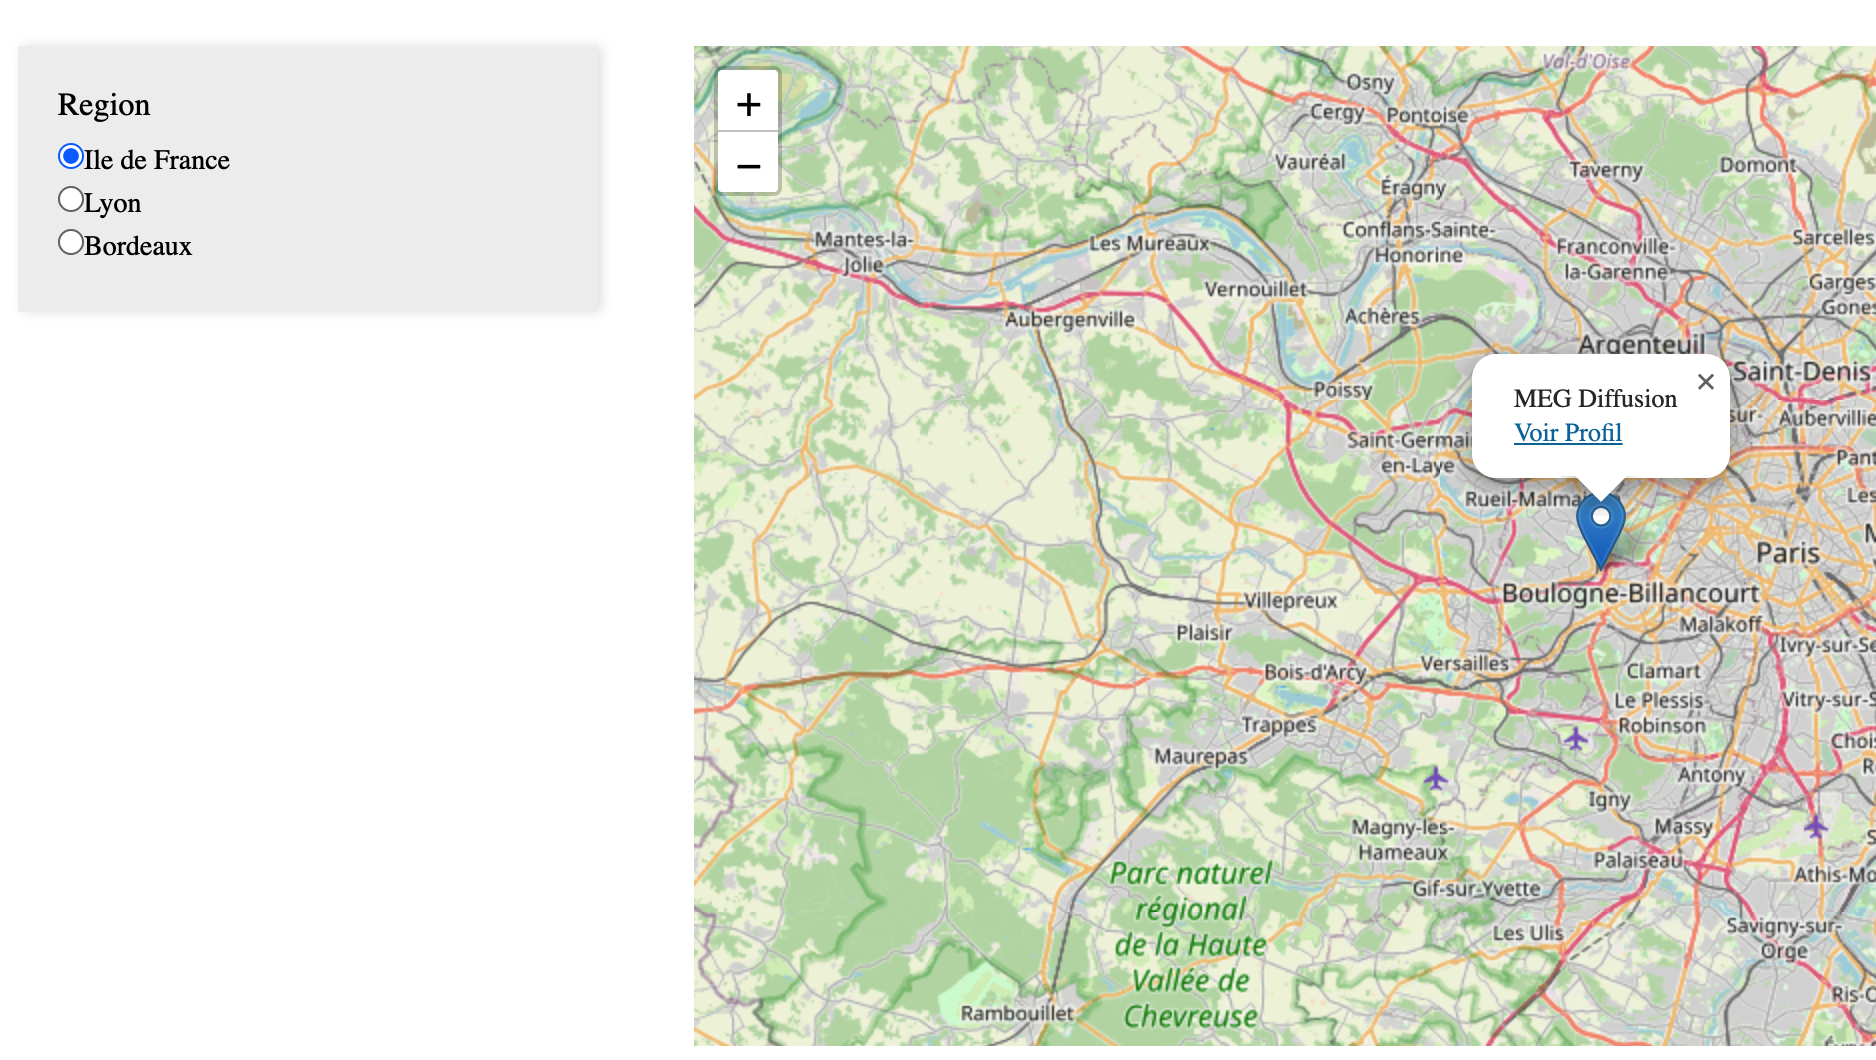 Region
Ile de France
Lyon
Bordeaux
+
−
Val-d'Oise
Osny
Cergy
Pontoise
Vauréal
Taverny
Domont
Éragny
Mantes-la-
Jolie
Les Mureaux
Conflans-Sainte-
Honorine
Franconville-
la-Garenne
Sarcelles
Vernouillet
Garges
Gones
Aubergenville
Achères
Argenteuil
Saint-Denis
Poissy
MEG Diffusion
Voir Profil
×
sur-
Aubervillie
Saint-Germai
en-Laye
Pant
Les
Rueil-Malmai
Paris
Boulogne-Billancourt
Villepreux
Malakoff
Plaisir
Ivry-sur-Se
Bois-d'Arcy
Versailles
Clamart
Le Plessis
Robinson
Vitry-sur-S
Trappes
Maurepas
Chois
Antony
Igny
Magny-les-
Hameaux
Massy
Palaiseau
Athis-Mo
Gif-sur-Yvette
Parc naturel
régional
de la Haute
Vallée de
Chevreuse
Les Ulis
Savigny-sur-
Orge
Ris-O
Rambouillet